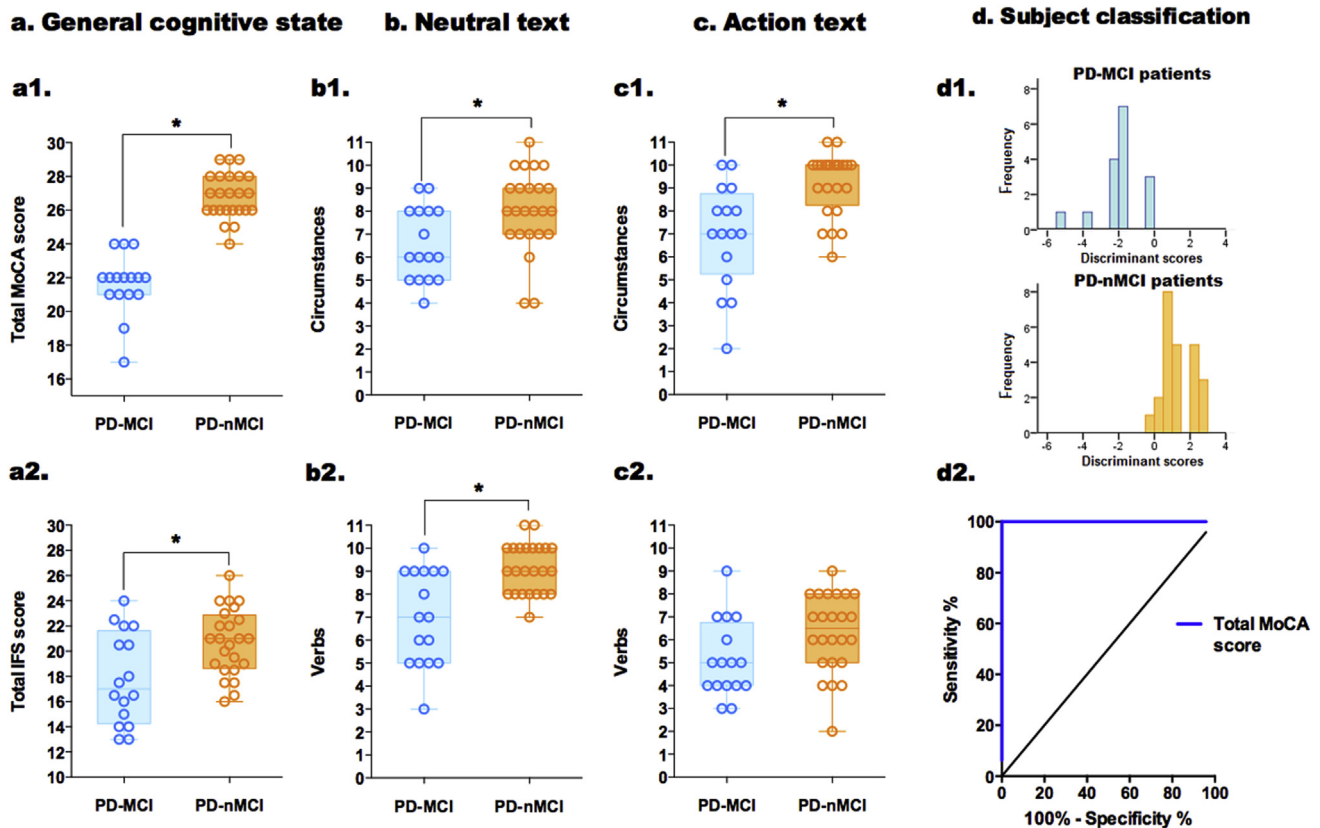 a. General cognitive state
b. Neutral text
c. Action text
d. Subject classification
a1.
*
Total MoCA score
30
28
26
24
22
20
18
16
PD-MCI
PD-nMCI
b1.
*
Circumstances
11
10
9
8
7
6
5
4
3
2
1
0
PD-MCI
PD-nMCI
c1.
*
Circumstances
11
10
9
8
7
6
5
4
3
2
1
0
PD-MCI
PD-nMCI
d1.
PD-MCI patients
Frequency
8
6
4
2
0
-6
-4
-2
0
2
4
Discriminant scores
PD-nMCI patients
Frequency
8
6
4
2
0
-6
-4
-2
0
2
4
Discriminant scores
a2.
*
Total IFS score
30
28
26
24
22
20
18
16
14
12
10
PD-MCI
PD-nMCI
b2.
*
Verbs
11
10
9
8
7
6
5
4
3
2
1
0
PD-MCI
PD-nMCI
c2.
Verbs
11
10
9
8
7
6
5
4
3
2
1
0
PD-MCI
PD-nMCI
d2.
Sensitivity %
100
80
60
40
20
0
0
20
40
60
80
100
100% - Specificity %
Total MoCA
score